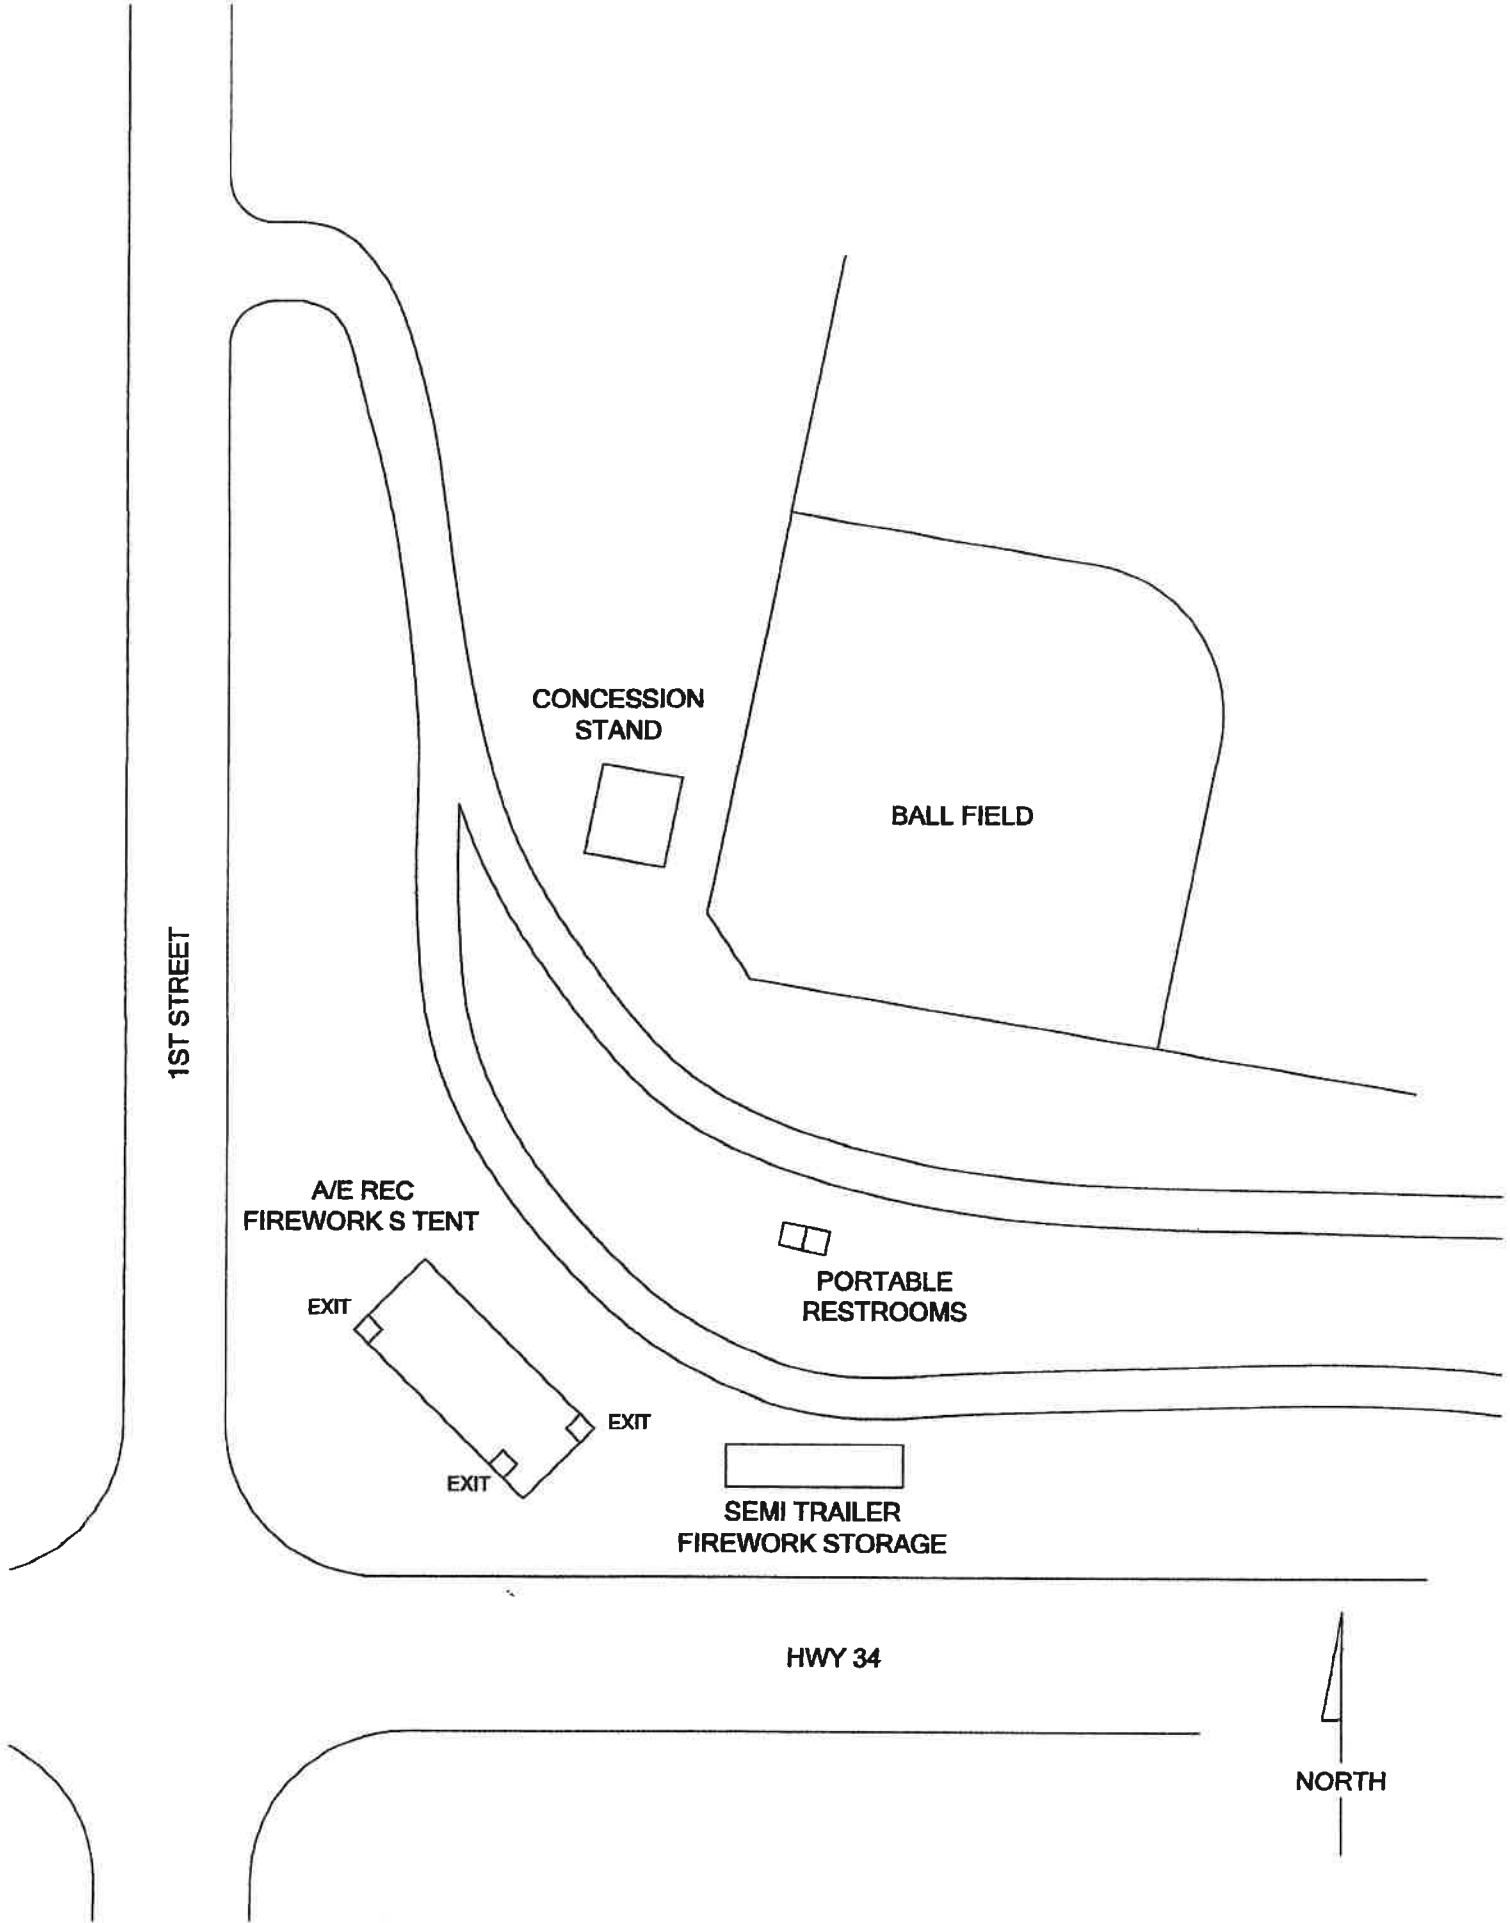 CONCESSION
STAND
BALL FIELD
1ST STREET
A/E REC
FIREWORK S TENT
EXIT
EXIT
EXIT
PORTABLE
RESTROOMS
SEMI TRAILER
FIREWORK STORAGE
HWY 34
NORTH